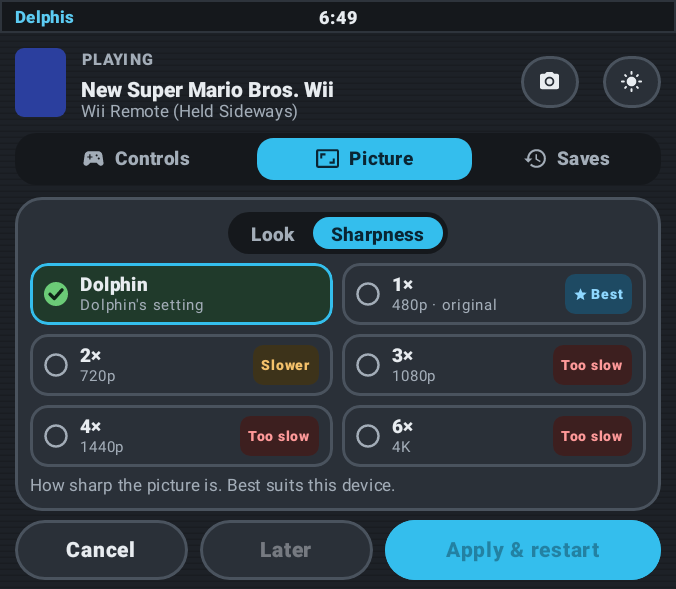 Delphis
6:49
PLAYING
New Super Mario Bros. Wii
Wii Remote (Held Sideways)
Controls
Picture
Saves
Look
Sharpness
Dolphin
Dolphin's setting
1×
480p · original
★ Best
2×
720p
Slower
3×
1080p
Too slow
4×
1440p
Too slow
6×
4K
Too slow
How sharp the picture is. Best suits this device.
Cancel
Later
Apply & restart